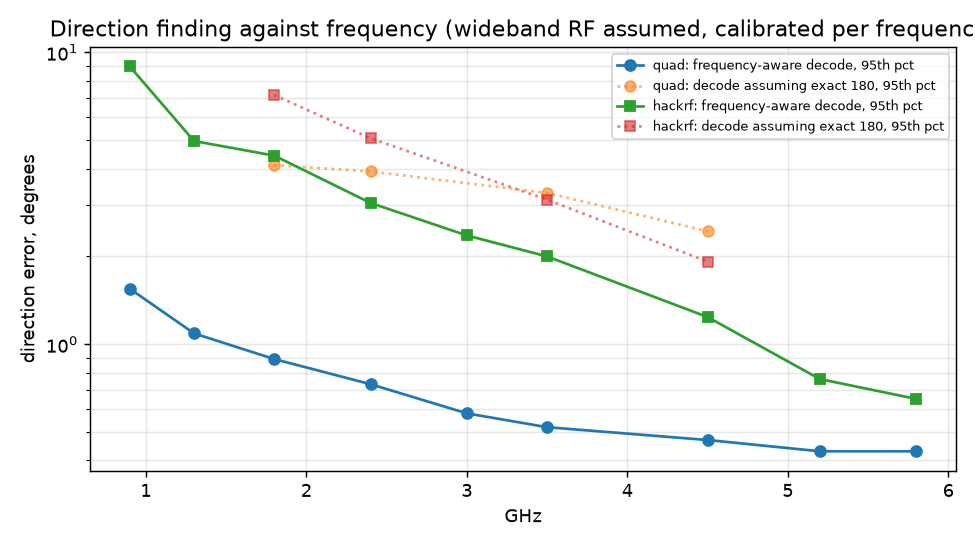 Direction finding against frequency (wideband RF assumed, calibrated per frequenc
10¹
10⁰
direction error, degrees
quad: frequency-aware decode, 95th pct
quad: decode assuming exact 180, 95th pct
hackrf: frequency-aware decode, 95th pct
hackrf: decode assuming exact 180, 95th pct
1 2 3 4 5 6
GHz